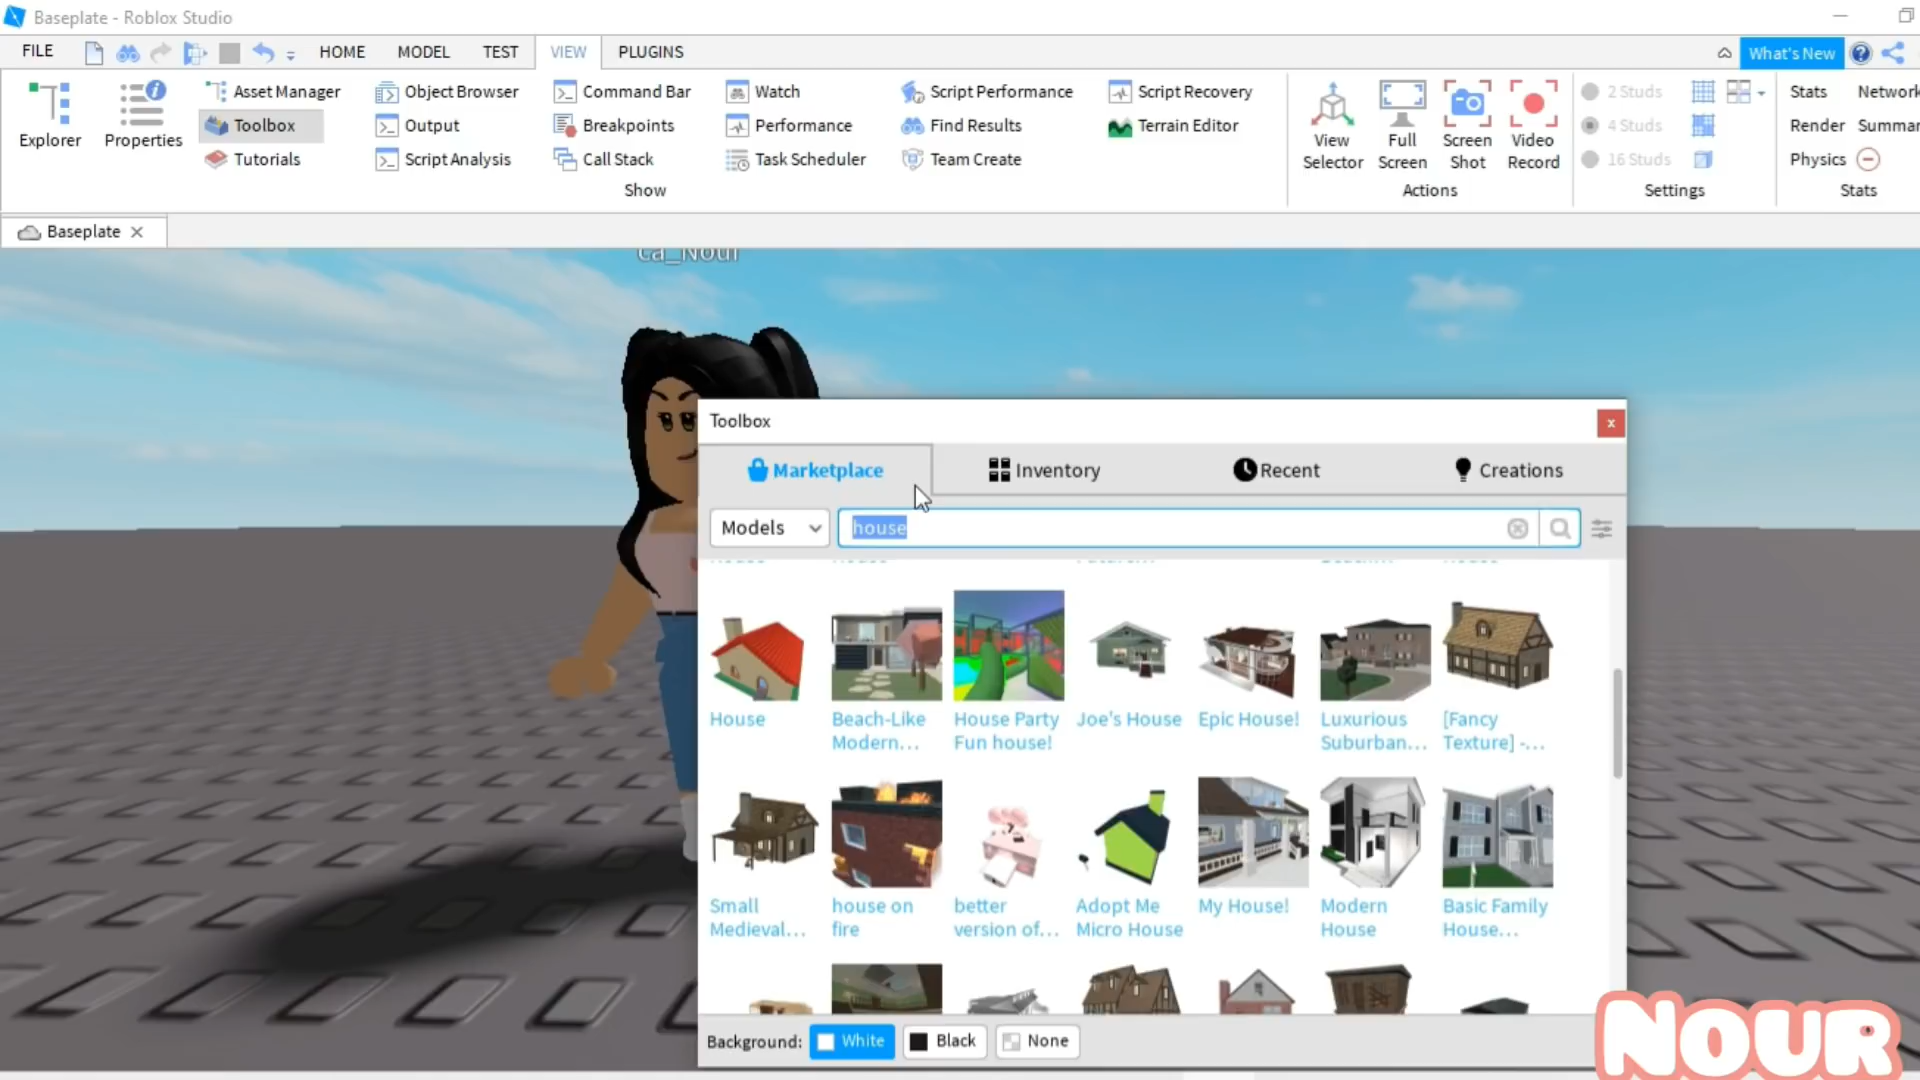 Baseplate - Roblox Studio
FILE HOME MODEL TEST VIEW PLUGINS What's New
Explorer
Properties
Asset Manager
Toolbox
Tutorials
Object Browser
Output
Script Analysis
Command Bar
Breakpoints
Call Stack
Watch
Performance
Task Scheduler
Script Performance
Find Results
Team Create
Script Recovery
Terrain Editor
Show
View
Selector
Full
Screen
Screen
Shot
Video
Record
Actions
2 Studs
4 Studs
16 Studs
Settings
Stats Network
Render Summar
Physics
Stats
Baseplate
ca_Nour
Toolbox
Marketplace Inventory Recent Creations
Models house
House
Beach-Like
Modern...
House Party
Fun house!
Joe's House
Epic House!
Luxurious
Suburban...
[Fancy
Texture] -...
Small
Medieval...
house on
fire
better
version of...
Adopt Me
Micro House
My House!
Modern
House
Basic Family
House...
Background: White Black None
NOUR